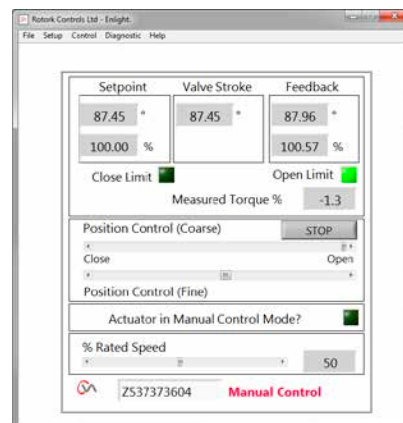 Rotork Controls Ltd - Enlight.
File Setup Control Diagnostic Help
Setpoint Valve Stroke Feedback
87.45 ° 87.45 ° 87.96 °
100.00 % 100.57 %
Close Limit Open Limit
Measured Torque % -1.3
Position Control (Coarse) STOP
Close Open
Position Control (Fine)
Actuator in Manual Control Mode?
% Rated Speed
50
ZS37373604 Manual Control